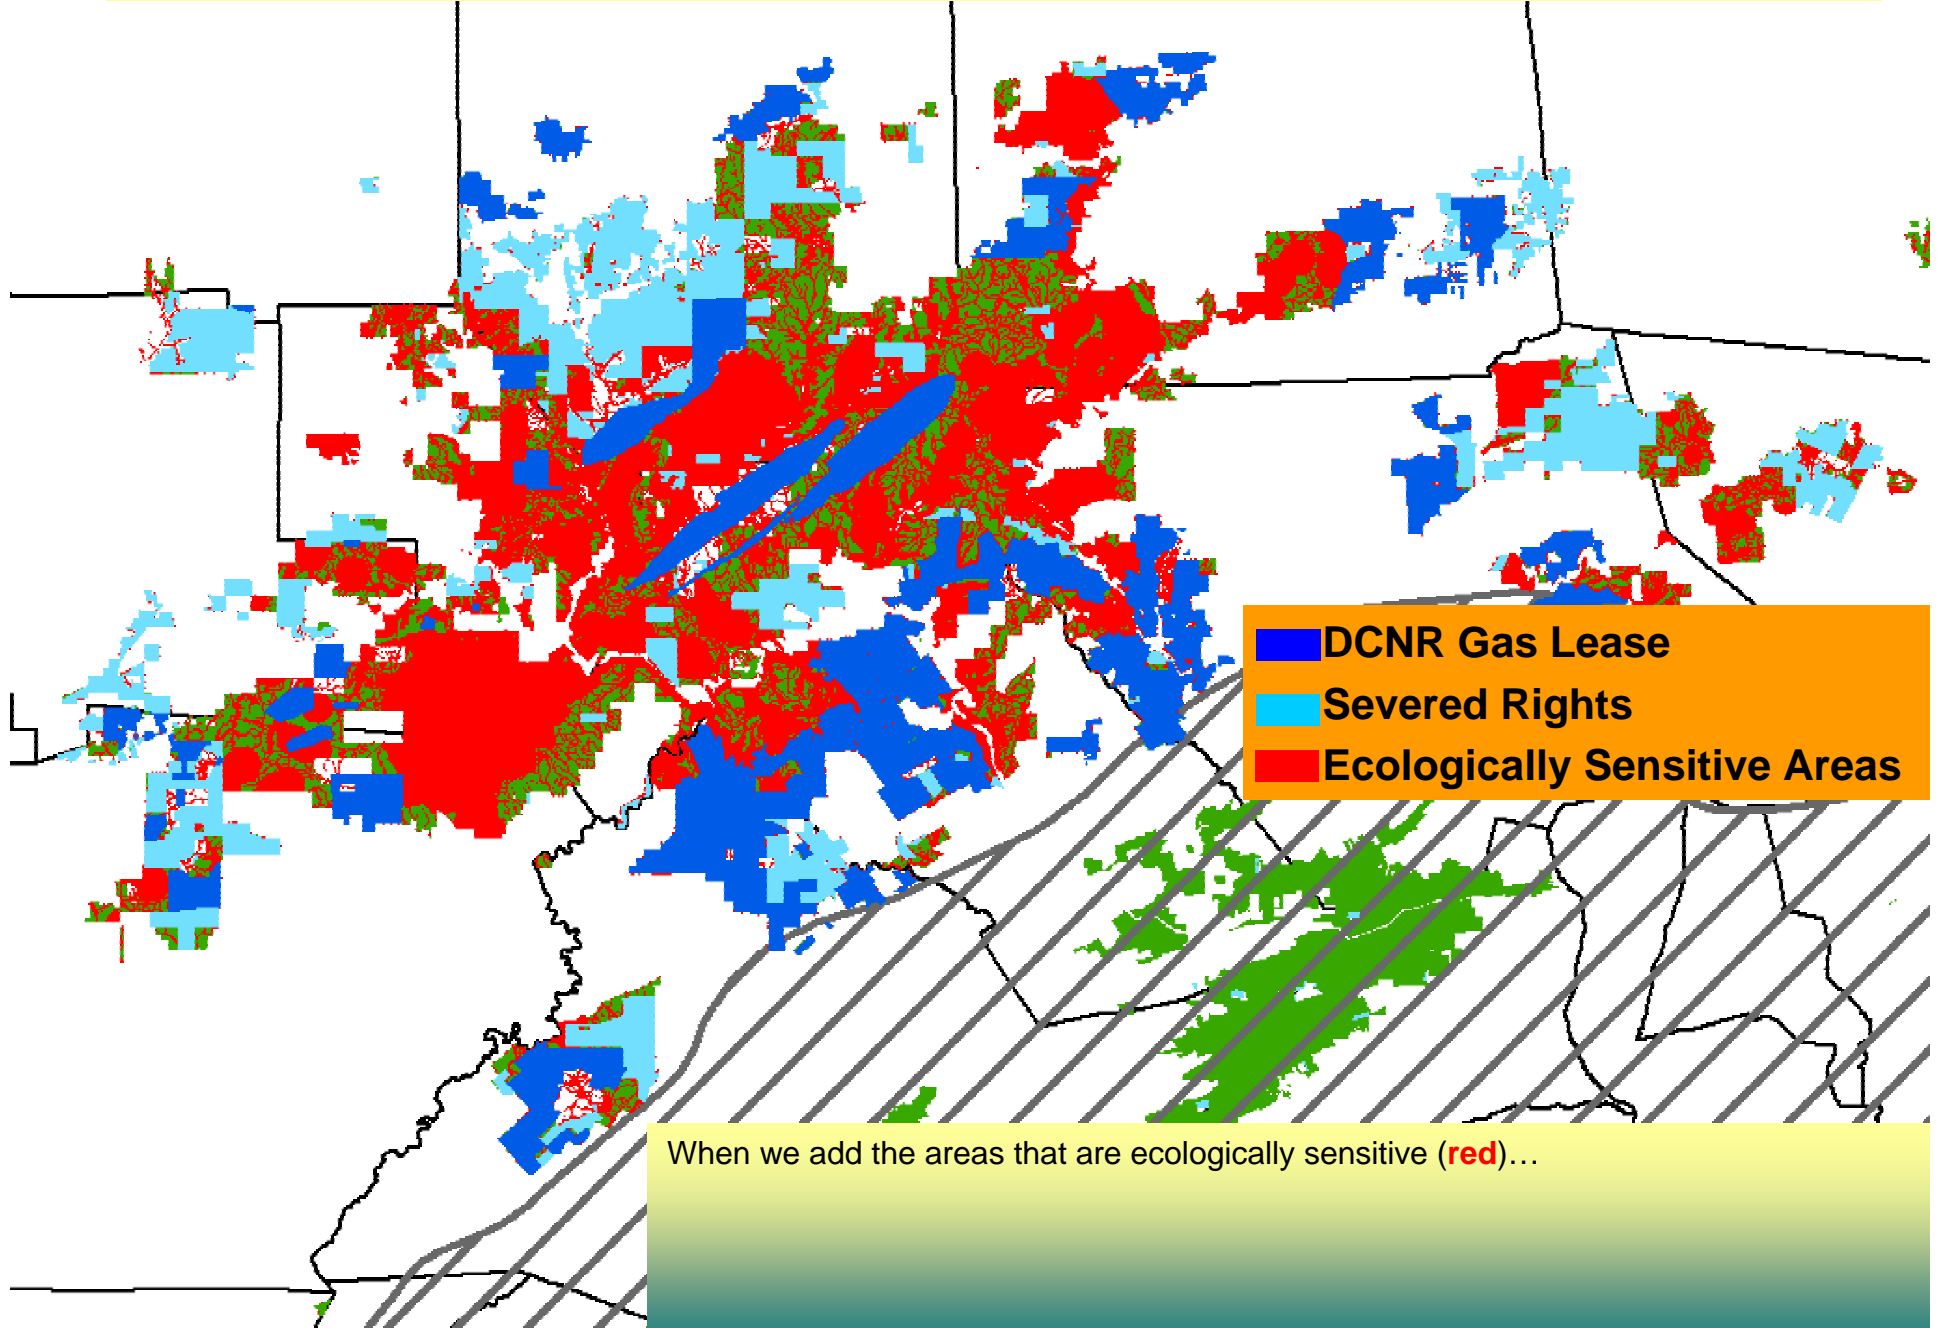 DCNR Gas Lease
Severed Rights
Ecologically Sensitive Areas
When we add the areas that are ecologically sensitive (red)…